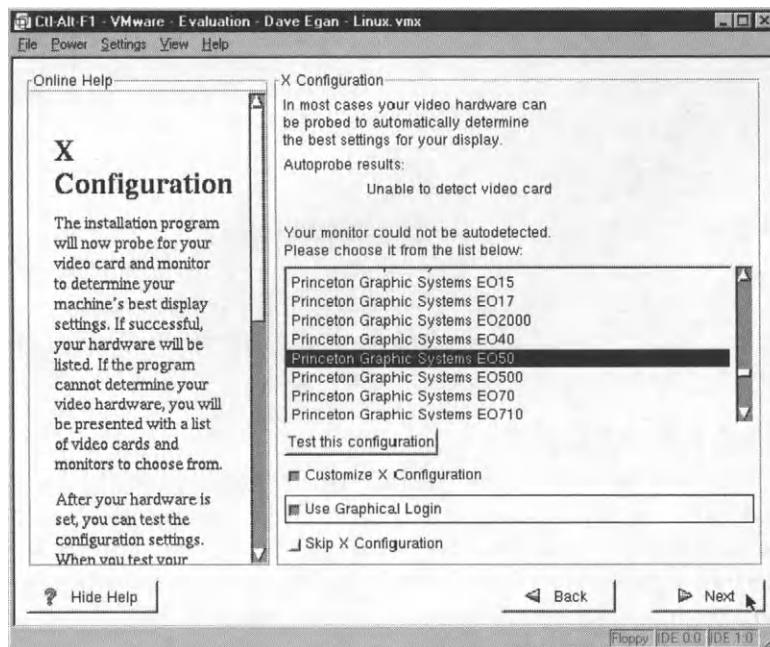 Ctl-Alt-F1 - VMware - Evaluation - Dave Egan - Linux.vmx
File Power Settings View Help
Online Help
X
Configuration
The installation program
will now probe for your
video card and monitor
to determine your
machine's best display
settings. If successful,
your hardware will be
listed. If the program
cannot determine your
video hardware, you will
be presented with a list
of video cards and
monitors to choose from.
After your hardware is
set, you can test the
configuration settings.
When you test your
X Configuration
In most cases your video hardware can
be probed to automatically determine
the best settings for your display.
Autoprobe results:
Unable to detect video card
Your monitor could not be autodetected.
Please choose it from the list below:
Princeton Graphic Systems EO15
Princeton Graphic Systems EO17
Princeton Graphic Systems EO2000
Princeton Graphic Systems EO40
Princeton Graphic Systems EO50
Princeton Graphic Systems EO500
Princeton Graphic Systems EO70
Princeton Graphic Systems EO710
Test this configuration
Customize X Configuration
Use Graphical Login
Skip X Configuration
? Hide Help
Back
Next
Floppy IDE 0:0 IDE 1:0